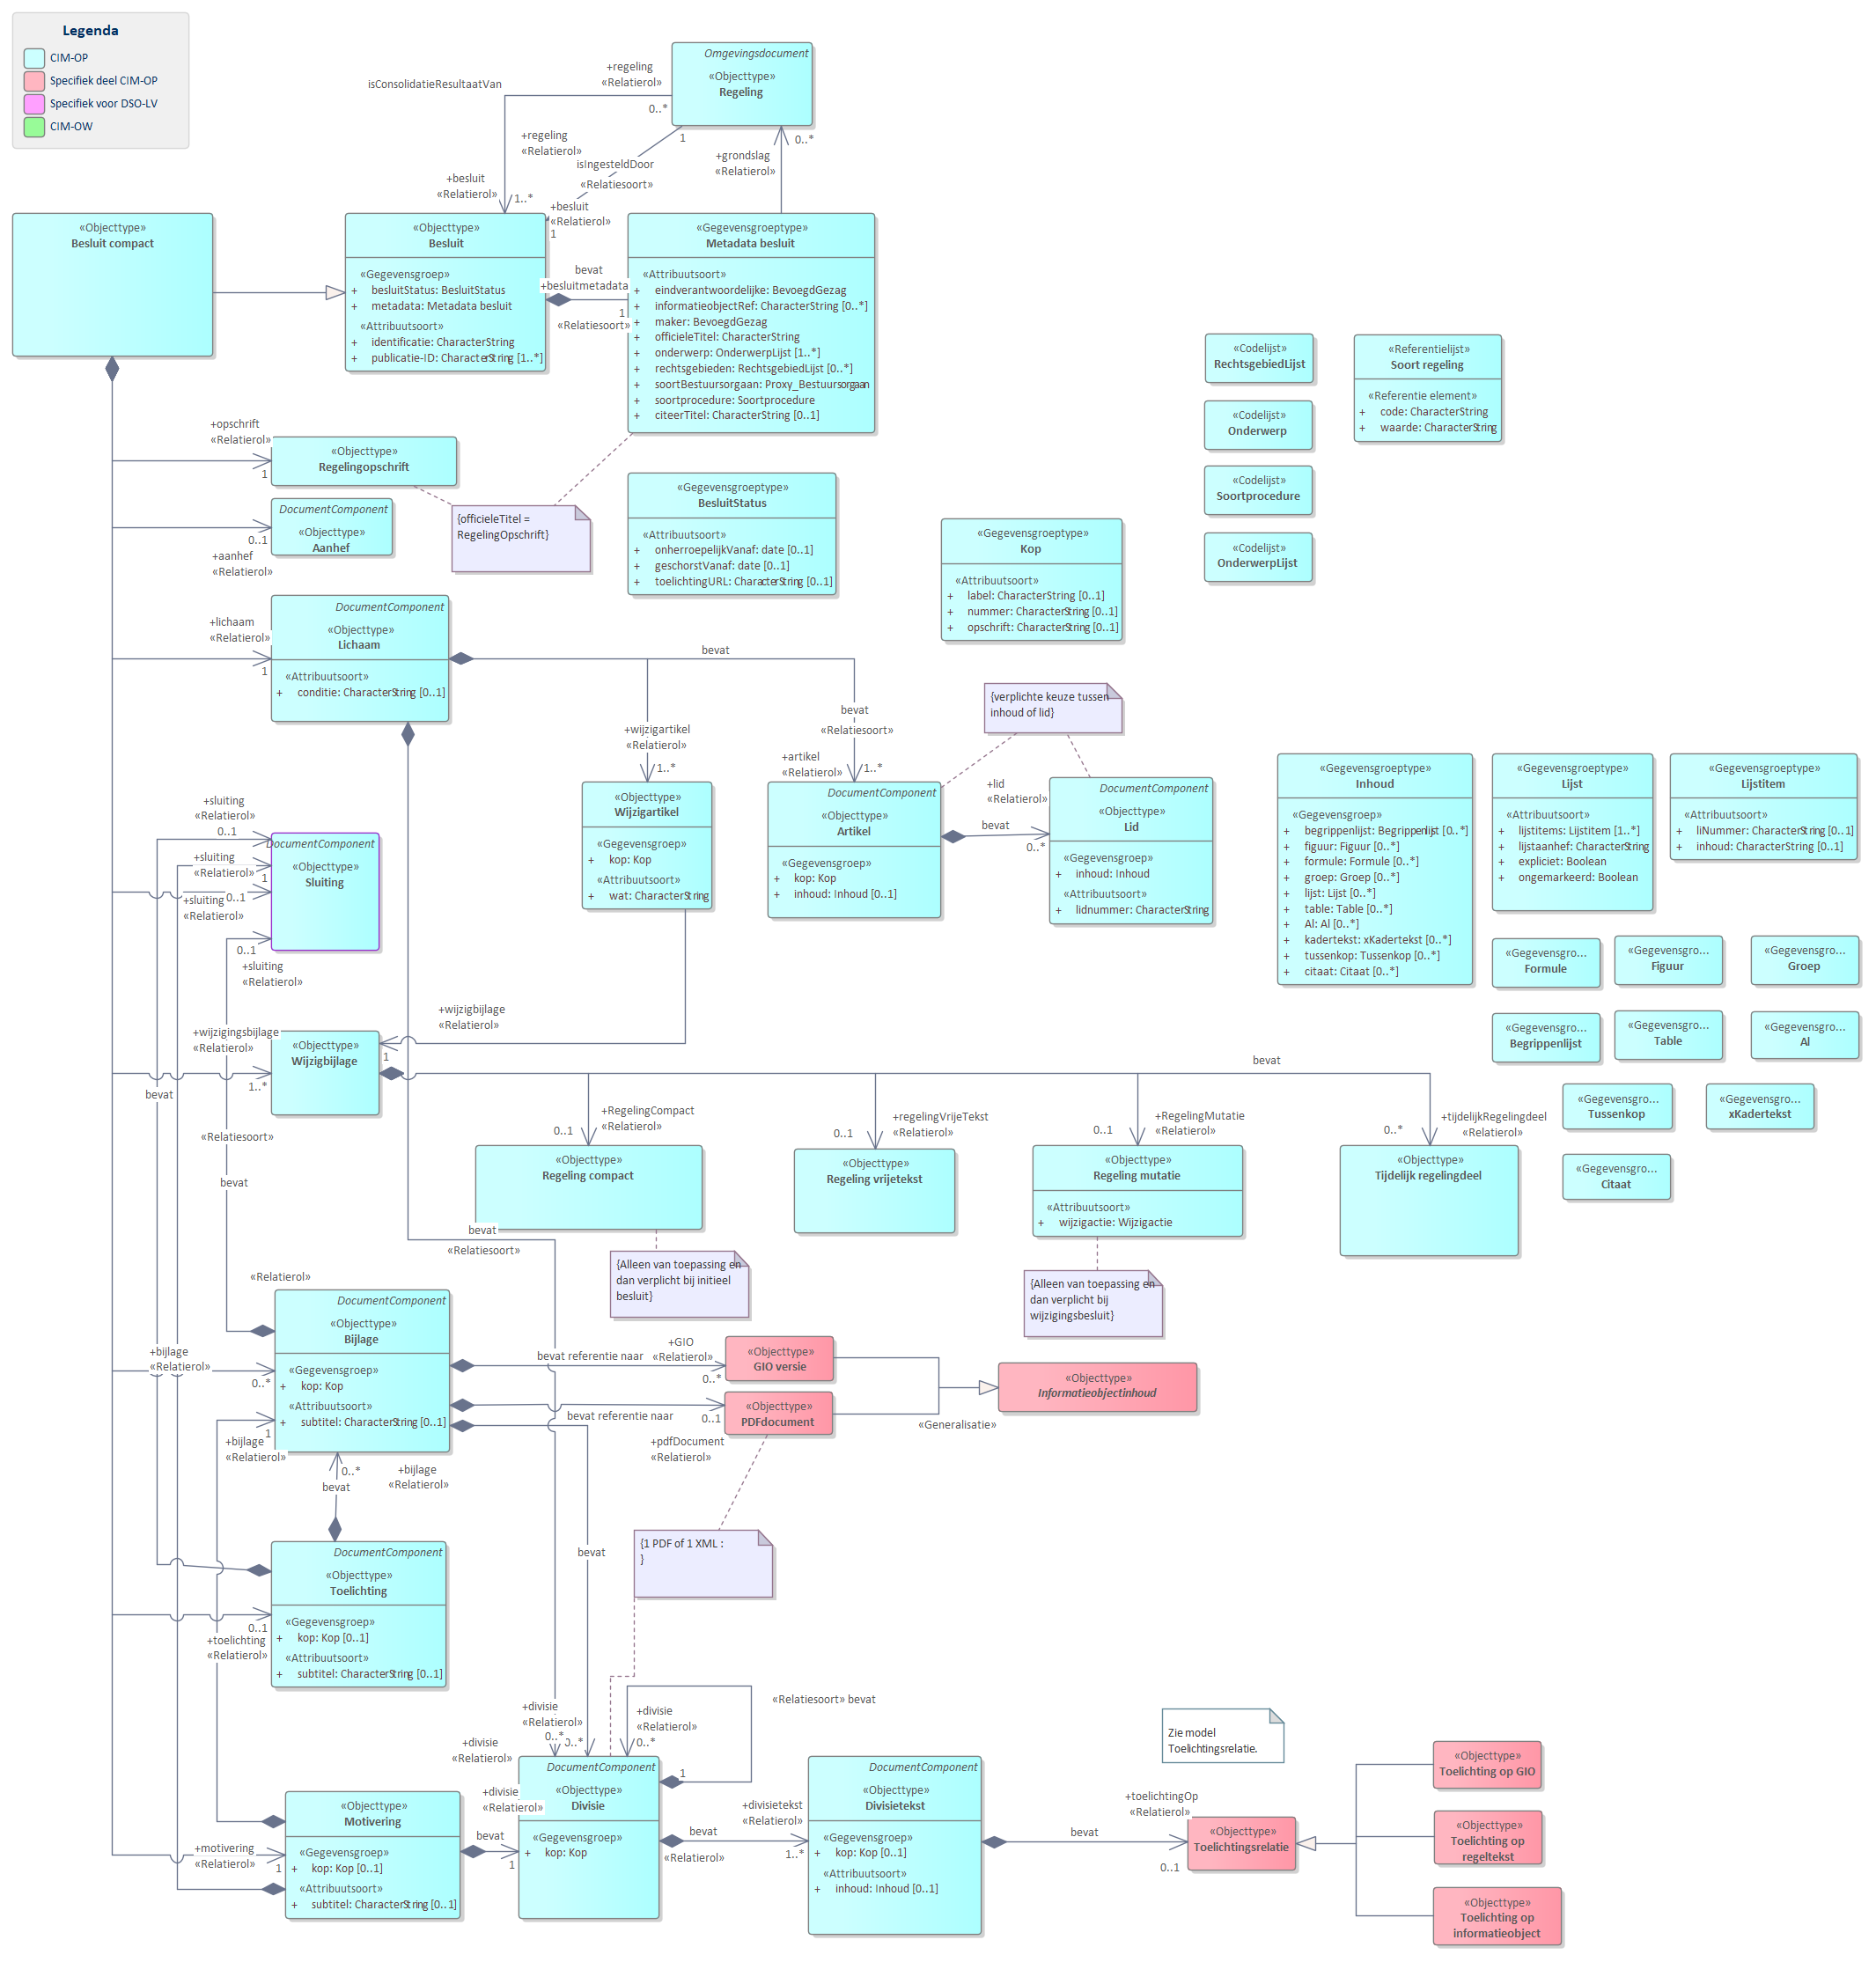 Legenda
CIM-OP
Specifiek deel CIM-OP
Specifiek voor DSO-LV
CIM-OW
Omgevingsdocument
«Objecttype»
Regeling
+regeling
«Relatierol»
0..*
isConsolidatieResultaatVan
+regeling
«Relatierol»
1
isIngesteldDoor
«Relatiesoort»
+grondslag
«Relatierol»
0..*
+besluit
«Relatierol»
1..*
+besluit
«Relatierol»
1
«Objecttype»
Besluit compact
«Objecttype»
Besluit
«Gegevensgroep»
+ besluitStatus: BesluitStatus
+ metadata: Metadata besluit
«Attribuutsoort»
+ identificatie: CharacterString
+ publicatie-ID: CharacterString [1..*]
bevat
+besluitmetadata
1
«Relatiesoort»
«Gegevensgroeptype»
Metadata besluit
«Attribuutsoort»
+ eindverantwoordelijke: BevoegdGezag
+ informatieobjectRef: CharacterString [0..*]
+ maker: BevoegdGezag
+ officieleTitel: CharacterString
+ onderwerp: OnderwerpLijst [1..*]
+ rechtsgebieden: RechtsgebiedLijst [0..*]
+ soortBestuursorgaan: Proxy_Bestuursorgaan
+ soortprocedure: Soortprocedure
+ citeerTitel: CharacterString [0..1]
«Codelijst»
RechtsgebiedLijst
«Referentielijst»
Soort regeling
«Referentie element»
+ code: CharacterString
+ waarde: CharacterString
«Codelijst»
Onderwerp
«Codelijst»
Soortprocedure
«Codelijst»
OnderwerpLijst
+opschrift
«Relatierol»
1
«Objecttype»
Regelingopschrift
DocumentComponent
«Objecttype»
Aanhef
0..1
+aanhef
«Relatierol»
{officieleTitel =
RegelingOpschrift}
«Gegevensgroeptype»
BesluitStatus
«Attribuutsoort»
+ onherroepelijkVanaf: date [0..1]
+ geschorstVanaf: date [0..1]
+ toelichtingURL: CharacterString [0..1]
«Gegevensgroeptype»
Kop
«Attribuutsoort»
+ label: CharacterString [0..1]
+ nummer: CharacterString [0..1]
+ opschrift: CharacterString [0..1]
+lichaam
«Relatierol»
1
DocumentComponent
«Objecttype»
Lichaam
«Attribuutsoort»
+ conditie: CharacterString [0..1]
bevat
+wijzigartikel
«Relatierol»
1..*
bevat
«Relatiesoort»
+artikel
«Relatierol»
1..*
{verplichte keuze tussen
inhoud of lid}
«Objecttype»
Wijzigartikel
«Gegevensgroep»
+ kop: Kop
«Attribuutsoort»
+ wat: CharacterString
DocumentComponent
«Objecttype»
Artikel
«Gegevensgroep»
+ kop: Kop
+ inhoud: Inhoud [0..1]
+lid
«Relatierol»
bevat
0..*
DocumentComponent
«Objecttype»
Lid
«Gegevensgroep»
+ inhoud: Inhoud
«Attribuutsoort»
+ lidnummer: CharacterString
«Gegevensgroeptype»
Inhoud
«Gegevensgroep»
+ begrippenlijst: Begrippenlijst [0..*]
+ figuur: Figuur [0..*]
+ formule: Formule [0..*]
+ groep: Groep [0..*]
+ lijst: Lijst [0..*]
+ table: Table [0..*]
+ Al: Al [0..*]
+ kadertekst: xKadertekst [0..*]
+ tussenkop: Tussenkop [0..*]
+ citaat: Citaat [0..*]
«Gegevensgroeptype»
Lijst
«Attribuutsoort»
+ lijstitems: Lijstitem [1..*]
+ lijstaanhef: CharacterString
+ expliciet: Boolean
+ ongemarkeerd: Boolean
«Gegevensgroeptype»
Lijstitem
«Attribuutsoort»
+ liNummer: CharacterString [0..1]
+ inhoud: CharacterString [0..1]
«Gegevensgro...
Formule
«Gegevensgro...
Figuur
«Gegevensgro...
Groep
«Gegevensgro...
Begrippenlijst
«Gegevensgro...
Table
«Gegevensgro...
Al
«Gegevensgro...
Tussenkop
«Gegevensgro...
xKadertekst
«Gegevensgro...
Citaat
+sluiting
«Relatierol»
0..1
+sluiting
«Relatierol»
1
+sluiting
0..1
«Relatierol»
0..1
+sluiting
«Relatierol»
DocumentComponent
«Objecttype»
Sluiting
+wijzigbijlage
«Relatierol»
1
+wijzigingsbijlage
«Relatierol»
1..*
«Objecttype»
Wijzigbijlage
bevat
bevat
«Relatiesoort»
bevat
+RegelingCompact
«Relatierol»
0..1
+regelingVrijeTekst
«Relatierol»
0..1
+RegelingMutatie
«Relatierol»
0..1
+tijdelijkRegelingdeel
«Relatierol»
0..*
«Objecttype»
Regeling compact
«Objecttype»
Regeling vrijetekst
«Objecttype»
Regeling mutatie
«Attribuutsoort»
+ wijzigactie: Wijzigactie
«Objecttype»
Tijdelijk regelingdeel
{Alleen van toepassing en
dan verplicht bij initieel
besluit}
{Alleen van toepassing en
dan verplicht bij
wijzigingsbesluit}
bevat
«Relatiesoort»
«Relatierol»
DocumentComponent
«Objecttype»
Bijlage
«Gegevensgroep»
+ kop: Kop
«Attribuutsoort»
+ subtitel: CharacterString [0..1]
+bijlage
«Relatierol»
0..*
1
+bijlage
«Relatierol»
0..*
+bijlage
«Relatierol»
bevat
bevat referentie naar
+GIO
«Relatierol»
0..*
«Objecttype»
GIO versie
bevat referentie naar
0..1
+pdfDocument
«Relatierol»
«Objecttype»
PDFdocument
«Objecttype»
Informatieobjectinhoud
«Generalisatie»
{1 PDF of 1 XML :
}
bevat
DocumentComponent
«Objecttype»
Toelichting
«Gegevensgroep»
+ kop: Kop [0..1]
«Attribuutsoort»
+ subtitel: CharacterString [0..1]
0..1
+toelichting
«Relatierol»
+divisie
«Relatierol»
0..*
0..*
+divisie
«Relatierol»
0..*
«Relatiesoort» bevat
+divisie
«Relatierol»
1
+divisie
«Relatierol»
bevat
1
DocumentComponent
«Objecttype»
Divisie
«Gegevensgroep»
+ kop: Kop
«Objecttype»
Motivering
«Gegevensgroep»
+ kop: Kop [0..1]
«Attribuutsoort»
+ subtitel: CharacterString [0..1]
+motivering
«Relatierol»
1
+divisietekst
«Relatierol»
bevat
«Relatierol»
1..*
DocumentComponent
«Objecttype»
Divisietekst
«Gegevensgroep»
+ kop: Kop [0..1]
«Attribuutsoort»
+ inhoud: Inhoud [0..1]
bevat
+toelichtingOp
«Relatierol»
0..1
Zie model
Toelichtingsrelatie.
«Objecttype»
Toelichtingsrelatie
«Objecttype»
Toelichting op GIO
«Objecttype»
Toelichting op
regeltekst
«Objecttype»
Toelichting op
informatieobject